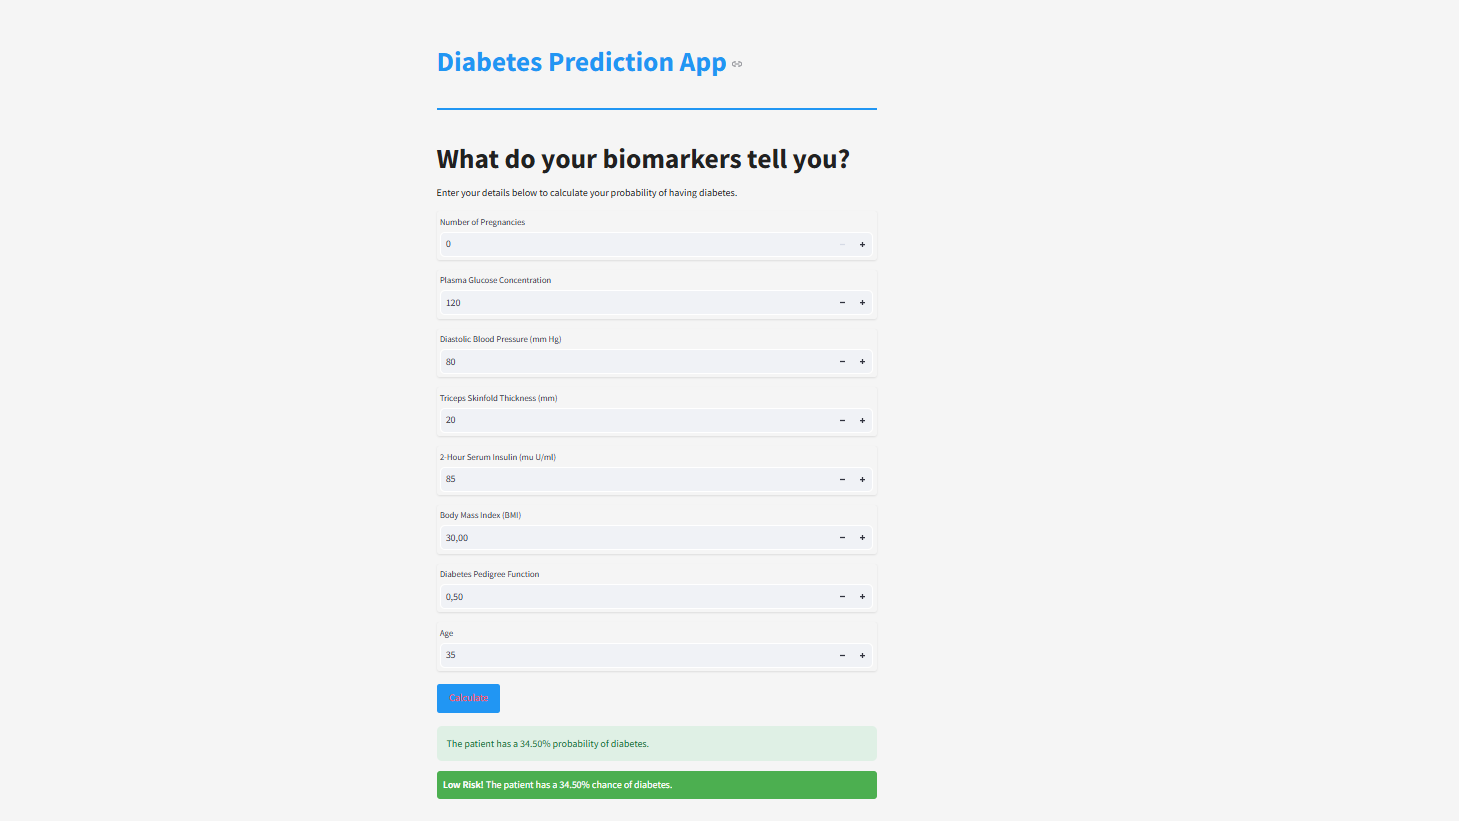 Diabetes Prediction App
What do your biomarkers tell you?
Enter your details below to calculate your probability of having diabetes.
Number of Pregnancies
0
Plasma Glucose Concentration
120
Diastolic Blood Pressure (mm Hg)
80
Triceps Skinfold Thickness (mm)
20
2-Hour Serum Insulin (mu U/ml)
85
Body Mass Index (BMI)
30,00
Diabetes Pedigree Function
0,50
Age
35
Calculate
The patient has a 34.50% probability of diabetes.
Low Risk! The patient has a 34.50% chance of diabetes.